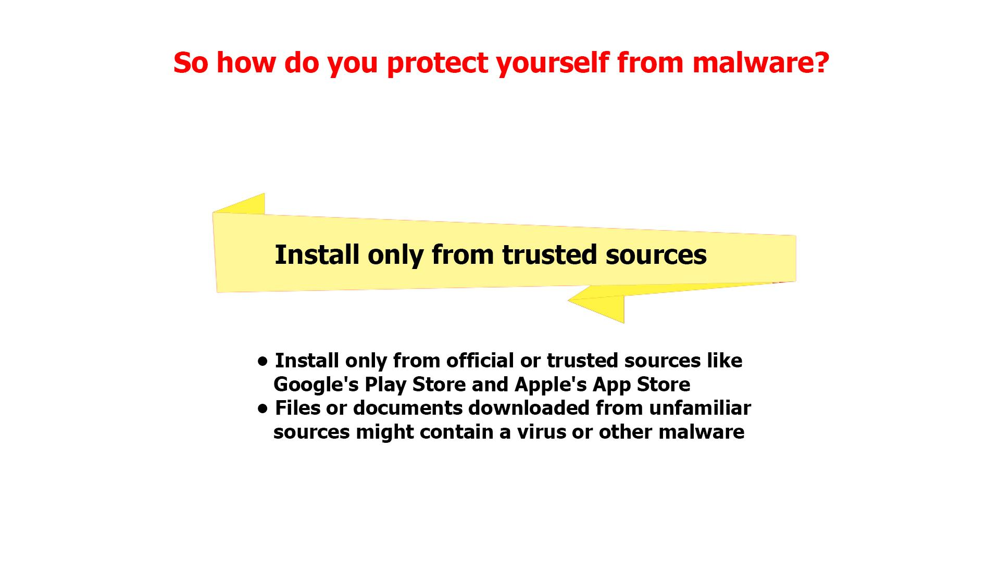 So how do you protect yourself from malware?
Install only from trusted sources
• Install only from official or trusted sources like
Google's Play Store and Apple's App Store
• Files or documents downloaded from unfamiliar
sources might contain a virus or other malware